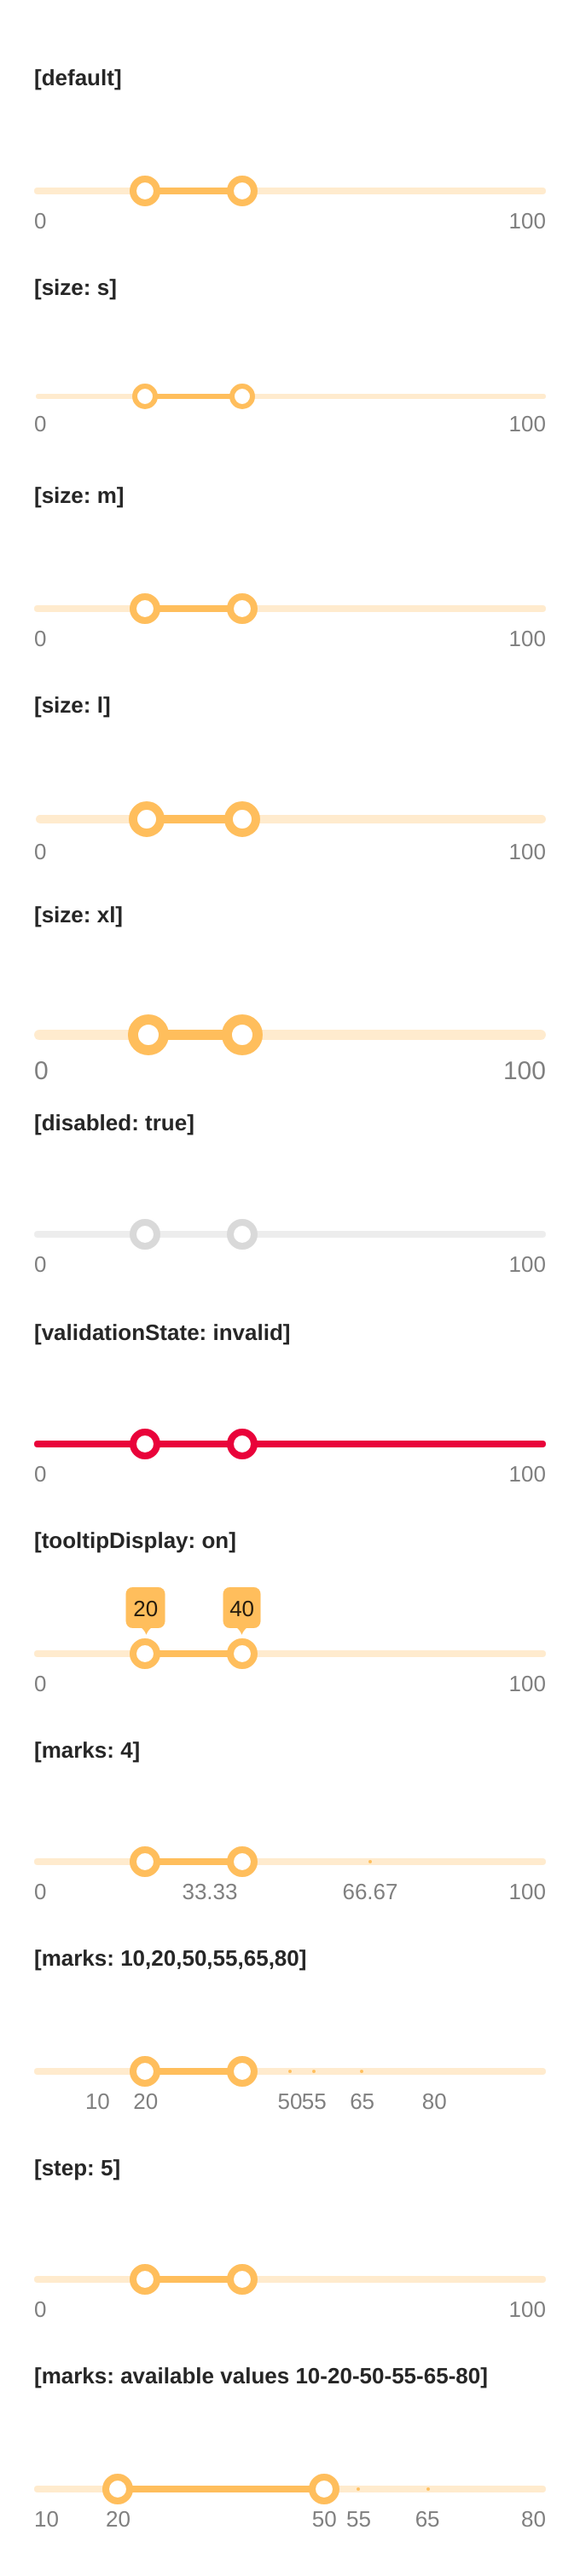 [default]
0 100
[size: s]
0 100
[size: m]
0 100
[size: l]
0 100
[size: xl]
0 100
[disabled: true]
0 100
[validationState: invalid]
0 100
[tooltipDisplay: on]
20 40
0 100
[marks: 4]
0 33.33 66.67 100
[marks: 10,20,50,55,65,80]
10 20 50 55 65 80
[step: 5]
0 100
[marks: available values 10-20-50-55-65-80]
10 20 50 55 65 80